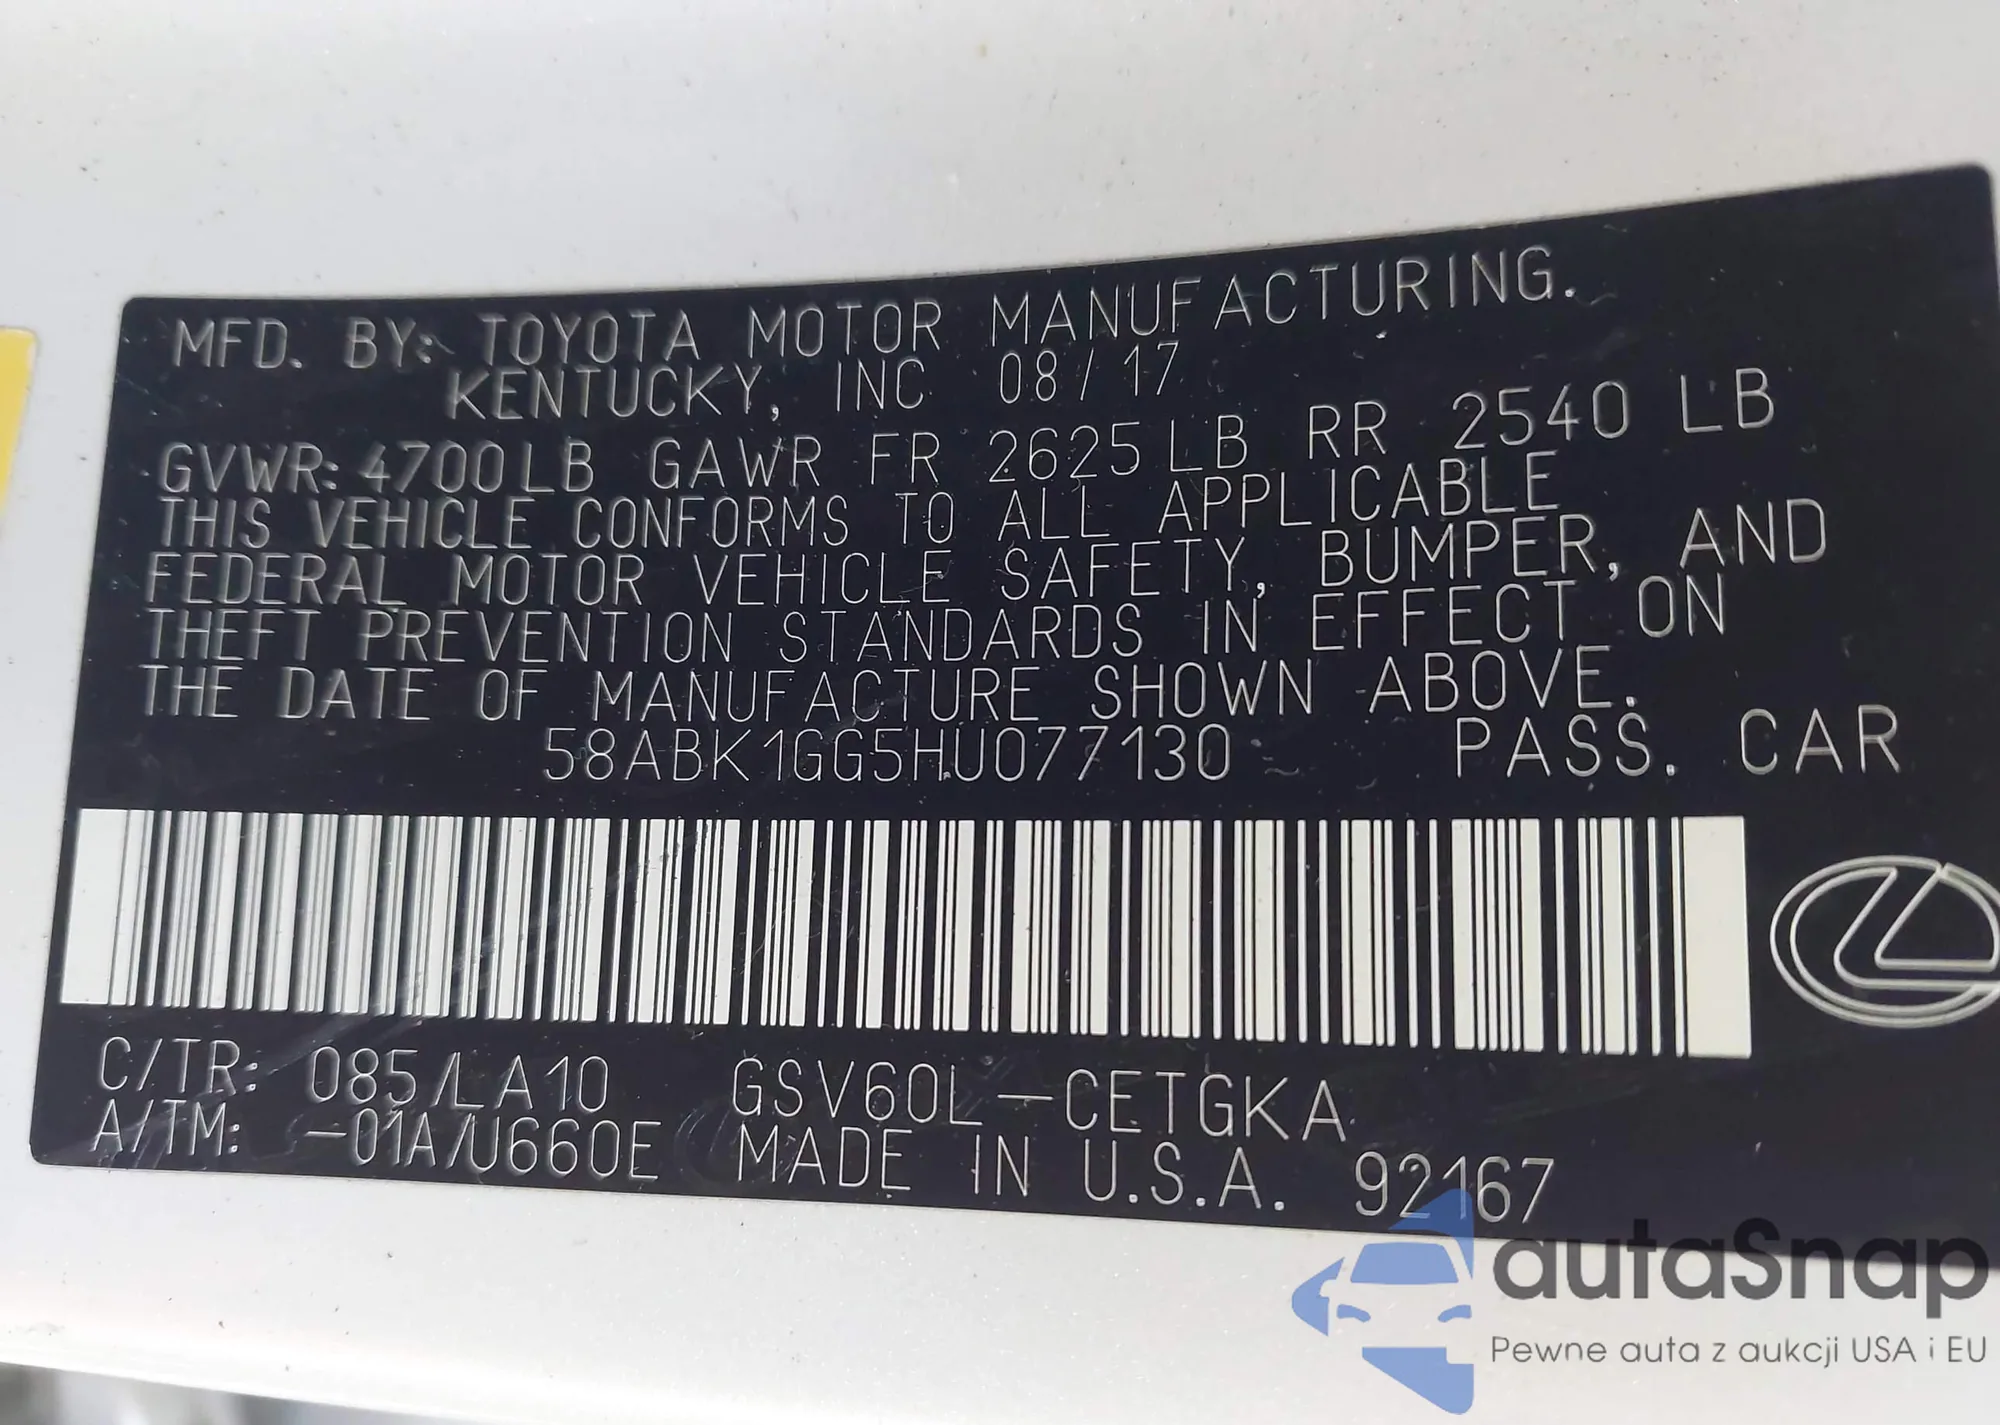 MFD. BY: TOYOTA MOTOR MANUFACTURING.
KENTUCKY, INC 08/17
GVWR: 4700LB GAWR FR 2625LB RR 2540 LB
THIS VEHICLE CONFORMS TO ALL APPLICABLE
FEDERAL MOTOR VEHICLE SAFETY, BUMPER, AND
THEFT PREVENTION STANDARDS IN EFFECT ON
THE DATE OF MANUFACTURE SHOWN ABOVE.
58ABK1GG5HU077130 PASS. CAR
C/TR: 085/LA10 GSV60L-CETGKA
A/TM: -01A/U660E MADE IN U.S.A. 92167
autaSnap
Pewne auta z aukcji USA i EU